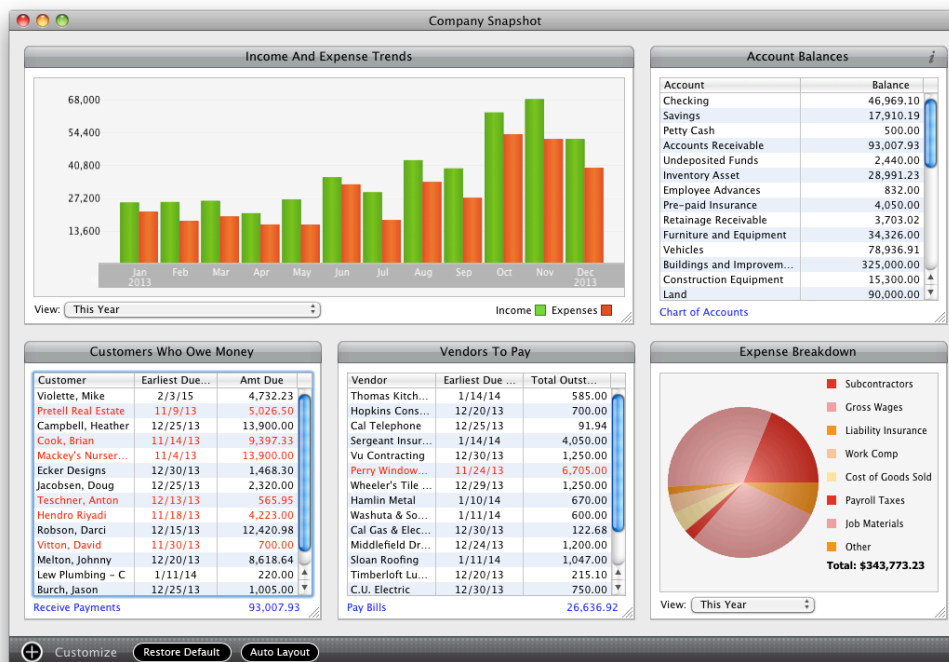 Company Snapshot
Income And Expense Trends
68,000
54,400
40,800
27,200
13,600
Jan Feb Mar Apr May Jun Jul Aug Sep Oct Nov Dec
2013 2013
View: This Year
Income Expenses
Account Balances i
Account Balance
Checking 46,969.10
Savings 17,910.19
Petty Cash 500.00
Accounts Receivable 93,007.93
Undeposited Funds 2,440.00
Inventory Asset 28,991.23
Employee Advances 832.00
Pre-paid Insurance 4,050.00
Retainage Receivable 3,703.02
Furniture and Equipment 34,326.00
Vehicles 78,936.91
Buildings and Improvem... 325,000.00
Construction Equipment 15,300.00
Land 90,000.00
Chart of Accounts
Customers Who Owe Money
Customer Earliest Due... Amt Due
Violette, Mike 2/3/15 4,732.23
Pretell Real Estate 11/9/13 5,026.50
Campbell, Heather 12/25/13 13,900.00
Cook, Brian 11/14/13 9,397.33
Mackey's Nurser... 11/4/13 13,900.00
Ecker Designs 12/30/13 1,468.30
Jacobsen, Doug 12/25/13 2,320.00
Teschner, Anton 12/13/13 565.95
Hendro Riyadi 11/18/13 4,223.00
Robson, Darci 12/15/13 12,420.98
Vitton, David 11/30/13 700.00
Melton, Johnny 12/20/13 8,618.64
Lew Plumbing - C 1/11/14 220.00
Burch, Jason 12/25/13 1,005.00
Receive Payments 93,007.93
Vendors To Pay
Vendor Earliest Due ... Total Outst...
Thomas Kitch... 1/14/14 585.00
Hopkins Cons... 12/20/13 700.00
Cal Telephone 12/25/13 91.94
Sergeant Insur... 1/14/14 4,050.00
Vu Contracting 12/30/13 1,250.00
Perry Window... 11/24/13 6,705.00
Wheeler's Tile ... 12/29/13 1,250.00
Hamlin Metal 1/10/14 670.00
Washuta & So... 1/11/14 600.00
Cal Gas & Elec... 12/30/13 122.68
Middlefield Dr... 12/24/13 1,200.00
Sloan Roofing 1/11/14 1,047.00
Timberloft Lu... 12/30/13 215.10
C.U. Electric 12/30/13 750.00
Pay Bills 26,636.92
Expense Breakdown
Subcontractors
Gross Wages
Liability Insurance
Work Comp
Cost of Goods Sold
Payroll Taxes
Job Materials
Other
Total: $343,773.23
View: This Year
Customize Restore Default Auto Layout